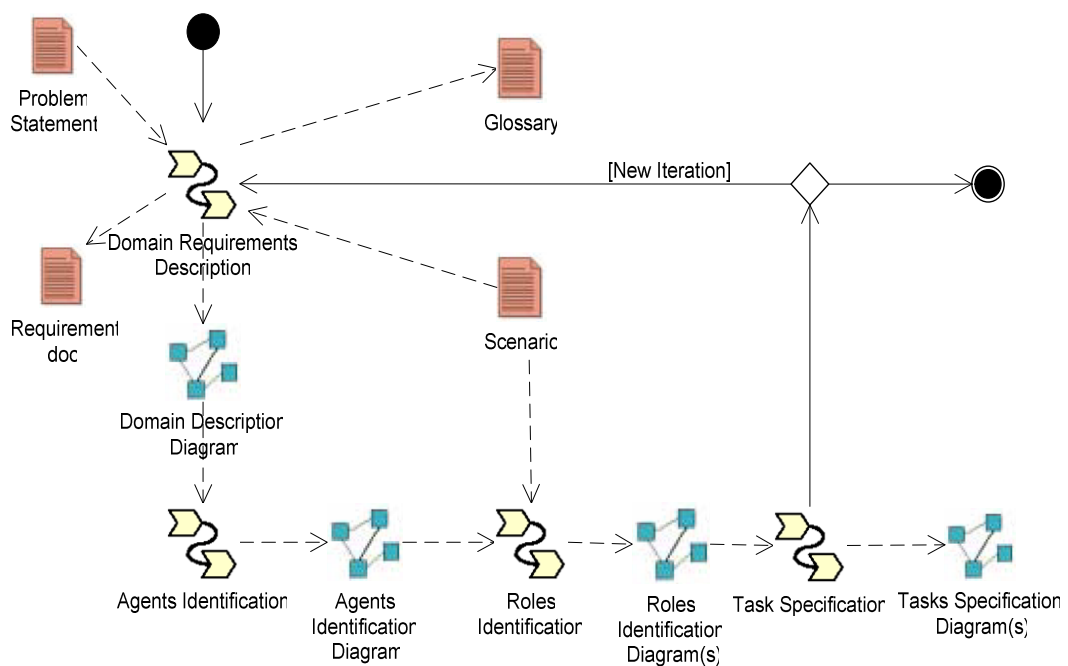 Problem
Statement
Glossary
[New Iteration]
Domain Requirements
Description
Requirement
doc
Scenario
Domain Description
Diagram
Agents Identification
Agents
Identification
Diagram
Roles
Identification
Roles
Identification
Diagram(s)
Task Specification
Tasks Specification
Diagram(s)